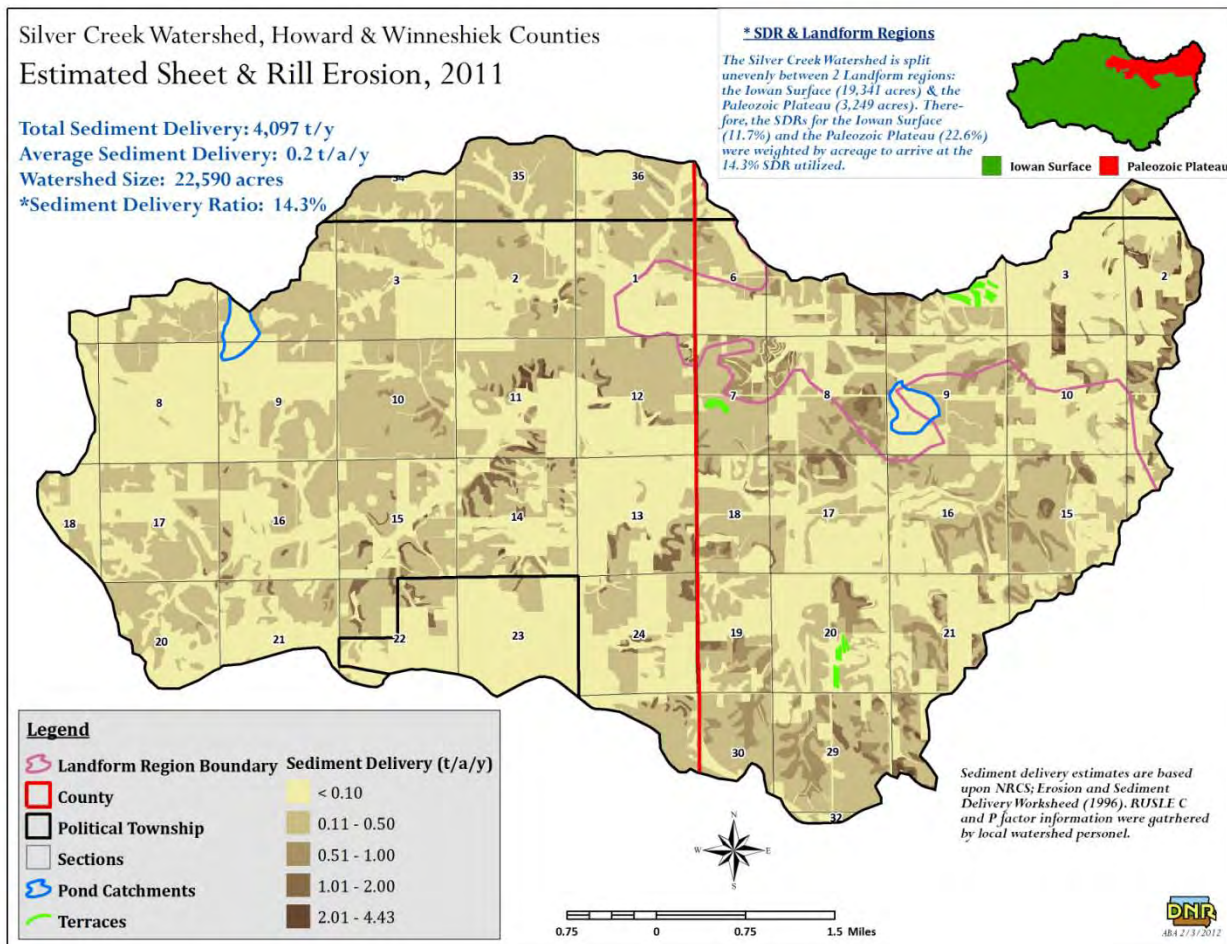 Silver Creek Watershed, Howard & Winneshiek Counties
Estimated Sheet & Rill Erosion, 2011
Total Sediment Delivery: 4,097 t/y
Average Sediment Delivery: 0.2 t/a/y
Watershed Size: 22,590 acres
*Sediment Delivery Ratio: 14.3%
* SDR & Landform Regions
The Silver Creek Watershed is split
unevenly between 2 Landform regions:
the Iowan Surface (19,341 acres) & the
Paleozoic Plateau (3,249 acres). There-
fore, the SDRs for the Iowan Surface
(11.7%) and the Paleozoic Plateau (22.6%)
were weighted by acreage to arrive at the
14.3% SDR utilized.
Iowan Surface
Paleozoic Plateau
34 35 36
3 2 1 6 3 2
8 9 10 11 12 7 8 9 10
18 17 16 15 14 13 18 17 16 15
20 21 22 23 24 19 20 21
30 29
32
Legend
Landform Region Boundary
County
Political Township
Sections
Pond Catchments
Terraces
Sediment Delivery (t/a/y)
< 0.10
0.11 - 0.50
0.51 - 1.00
1.01 - 2.00
2.01 - 4.43
N
W E
S
0.75 0 0.75 1.5 Miles
Sediment delivery estimates are based
upon NRCS; Erosion and Sediment
Delivery Worksheed (1996). RUSLE C
and P factor information were gatrhered
by local watershed personel.
DNR
ABA 2/3/2012